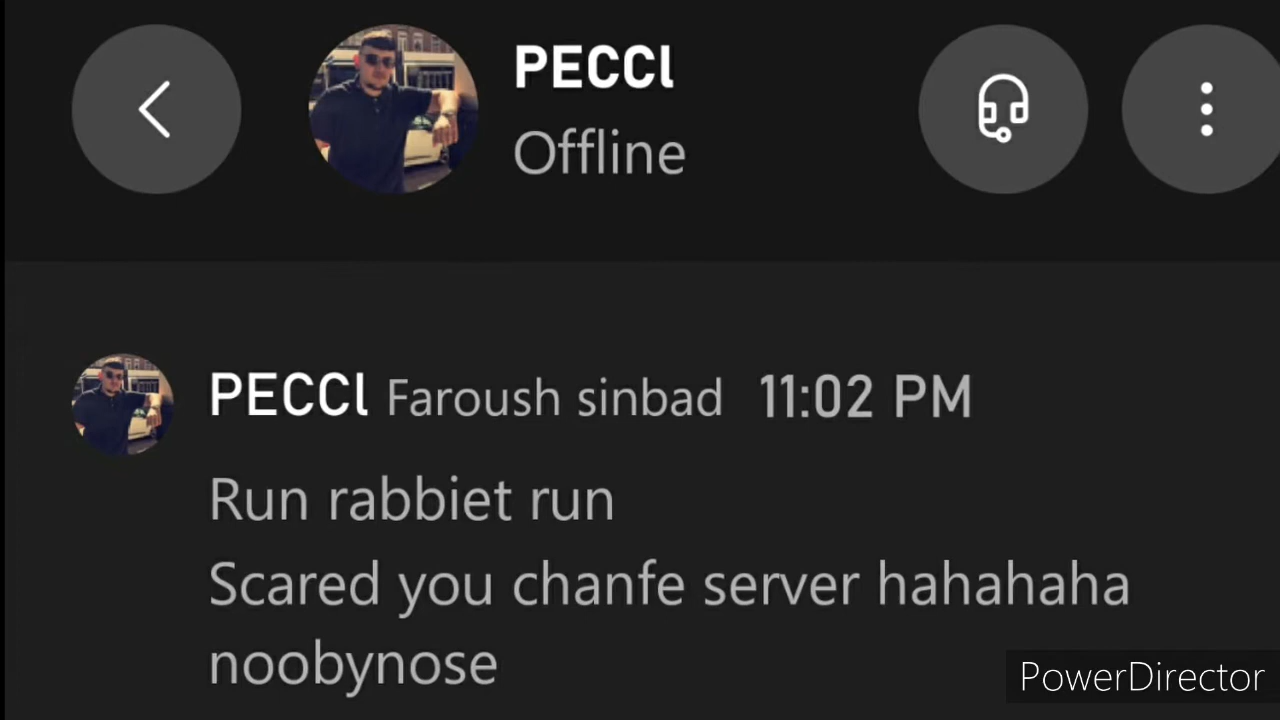 PECCl
Offline
PECCl Faroush sinbad 11:02 PM
Run rabbiet run
Scared you chanfe server hahahaha
noobynose
PowerDirector